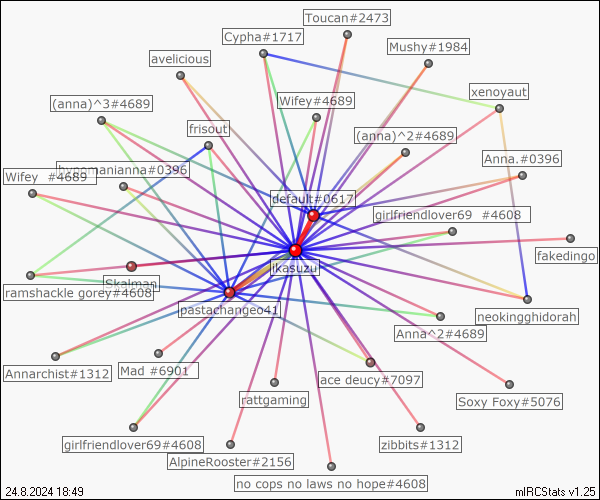 Toucan#2473
Cypha#1717
Mushy#1984
avelicious
xenoyaut
(anna)^3#4689
Wifey#4689
frisout
(anna)^2#4689
Anna.#0396
Wifey #4689
hypomanianna#0396
default#0617
girlfriendlover69 #4608
fakedingo
ikasuzu
Skalman
ramshackle gorey#4608
pastachangeo41
neokingghidorah
Anna^2#4689
Annarchist#1312
Mad #6901
ace deucy#7097
rattgaming
Soxy Foxy#5076
girlfriendlover69#4608
zibbits#1312
AlpineRooster#2156
no cops no laws no hope#4608
24.8.2024 18:49
mIRCStats v1.25